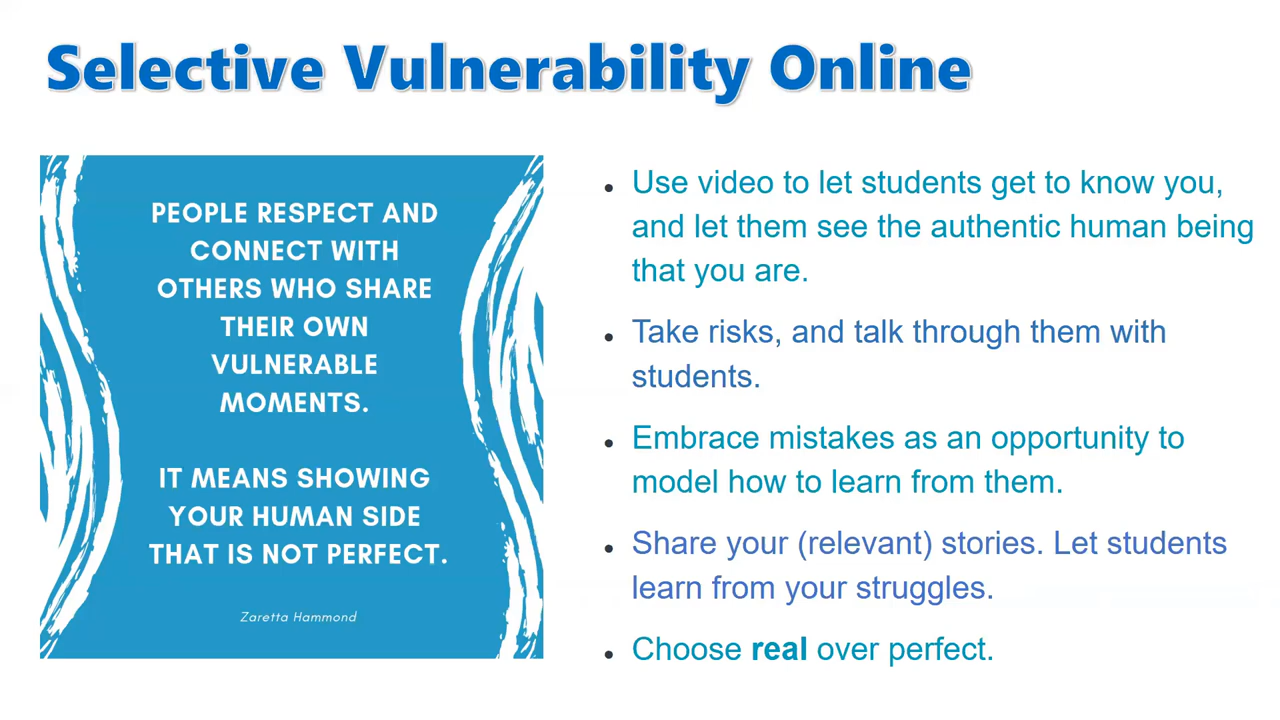 Selective Vulnerability Online
PEOPLE RESPECT AND
CONNECT WITH
OTHERS WHO SHARE
THEIR OWN
VULNERABLE
MOMENTS.
IT MEANS SHOWING
YOUR HUMAN SIDE
THAT IS NOT PERFECT.
Zaretta Hammond
• Use video to let students get to know you,
and let them see the authentic human being
that you are.
• Take risks, and talk through them with
students.
• Embrace mistakes as an opportunity to
model how to learn from them.
• Share your (relevant) stories. Let students
learn from your struggles.
• Choose real over perfect.